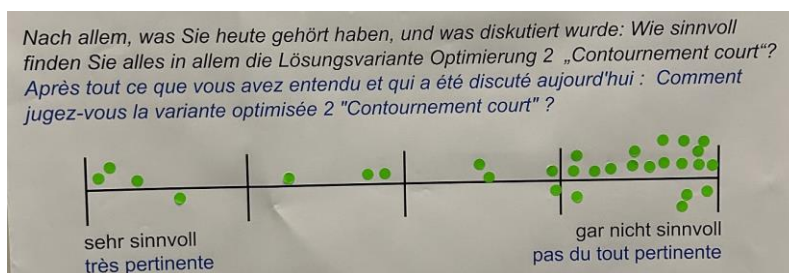 Nach allem, was Sie heute gehört haben, und was diskutiert wurde: Wie sinnvoll
finden Sie alles in allem die Lösungsvariante Optimierung 2 „Contournement court“?
Après tout ce que vous avez entendu et qui a été discuté aujourd'hui : Comment
jugez-vous la variante optimisée 2 "Contournement court" ?
sehr sinnvoll
très pertinente
gar nicht sinnvoll
pas du tout pertinente